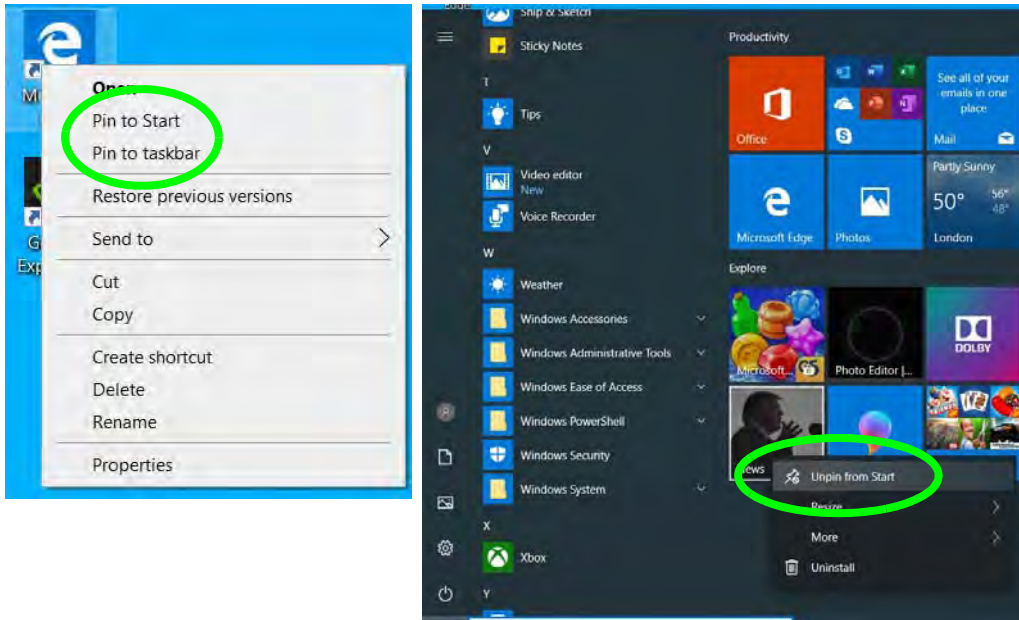 Open
Pin to Start
Pin to taskbar
Restore previous versions
Send to
Cut
Copy
Create shortcut
Delete
Rename
Properties
Snip & Sketch
Sticky Notes
T
Tips
V
Video editor
New
Voice Recorder
W
Weather
Windows Accessories
Windows Administrative Tools
Windows Ease of Access
Windows PowerShell
Windows Security
Windows System
X
Xbox
Y
Productivity
Office
See all of your
emails in one
place
Mail
Microsoft Edge
Photos
Partly Sunny
50°
56°
48°
London
Explore
Microsoft...
Photo Editor |...
DOLBY
News
Unpin from Start
Resize
More
Uninstall